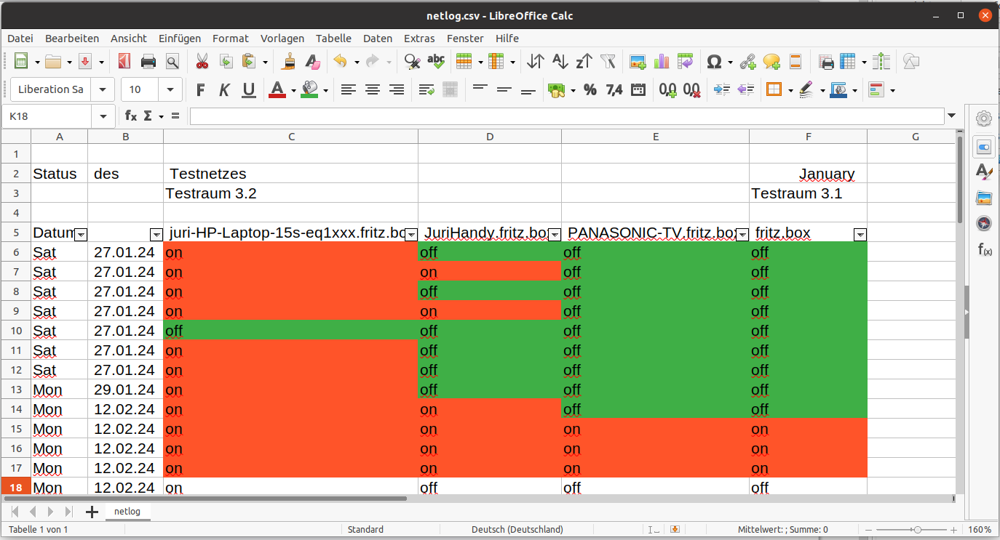 netlog.csv - LibreOffice Calc
Datei Bearbeiten Ansicht Einfügen Format Vorlagen Tabelle Daten Extras Fenster Hilfe
abc
Liberation Sa 10 F K U A % 7,4
K18 fx Σ =
A B C D E F G
1
2 Status des Testnetzes January
3 Testraum 3.2 Testraum 3.1
4
5 Datum juri-HP-Laptop-15s-eq1xxx.fritz.bo JuriHandy.fritz.box PANASONIC-TV.fritz.box fritz.box
6 Sat 27.01.24 on off off off
7 Sat 27.01.24 on on off off
8 Sat 27.01.24 on off off off
9 Sat 27.01.24 on on off off
10 Sat 27.01.24 off off off off
11 Sat 27.01.24 on off off off
12 Sat 27.01.24 on off off off
13 Mon 29.01.24 on off off off
14 Mon 12.02.24 on on off off
15 Mon 12.02.24 on on on on
16 Mon 12.02.24 on on on on
17 Mon 12.02.24 on on on on
18 Mon 12.02.24 on off off off
f(x)
netlog
Tabelle 1 von 1 Standard Deutsch (Deutschland) Mittelwert: ; Summe: 0 160%